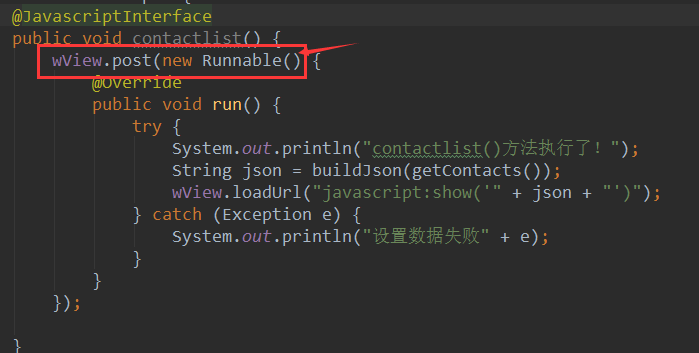 @JavascriptInterface
public void contactlist() {
wView.post(new Runnable() {
@Override
public void run() {
try {
System.out.println("contactlist()方法执行了！");
String json = buildJson(getContacts());
wView.loadUrl("javascript:show('" + json + "')");
} catch (Exception e) {
System.out.println("设置数据失败" + e);
}
}
});
}